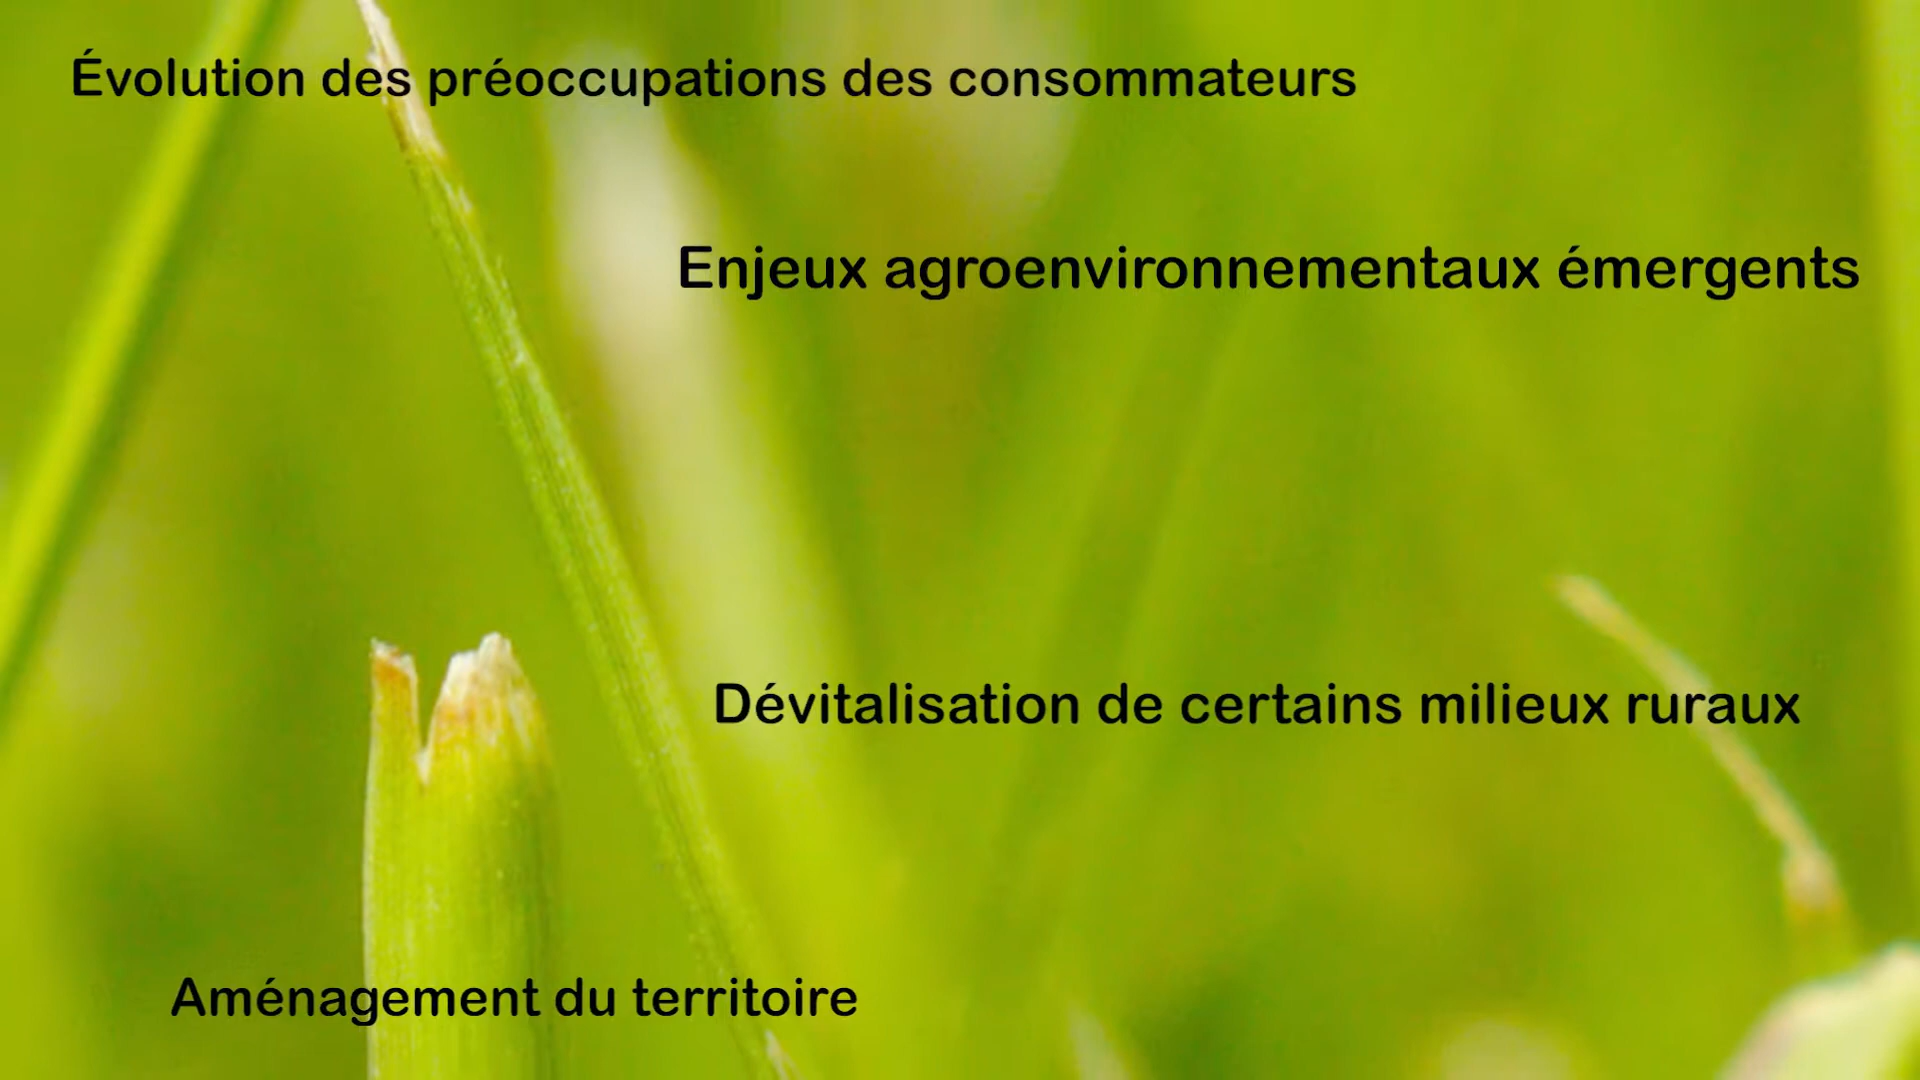 Évolution des préoccupations des consommateurs
Enjeux agroenvironnementaux émergents
Dévitalisation de certains milieux ruraux
Aménagement du territoire